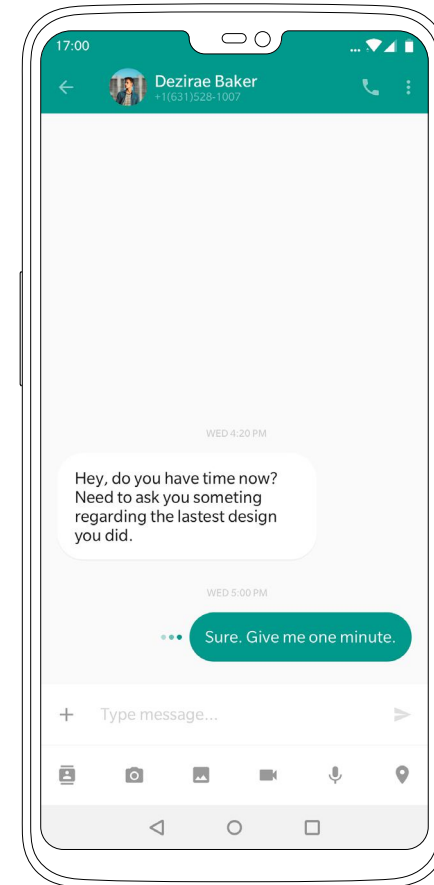 17:00
Dezirae Baker
+1(631)528-1007
WED 4:20 PM
Hey, do you have time now?
Need to ask you someting
regarding the lastest design
you did.
WED 5:00 PM
Sure. Give me one minute.
Type message...